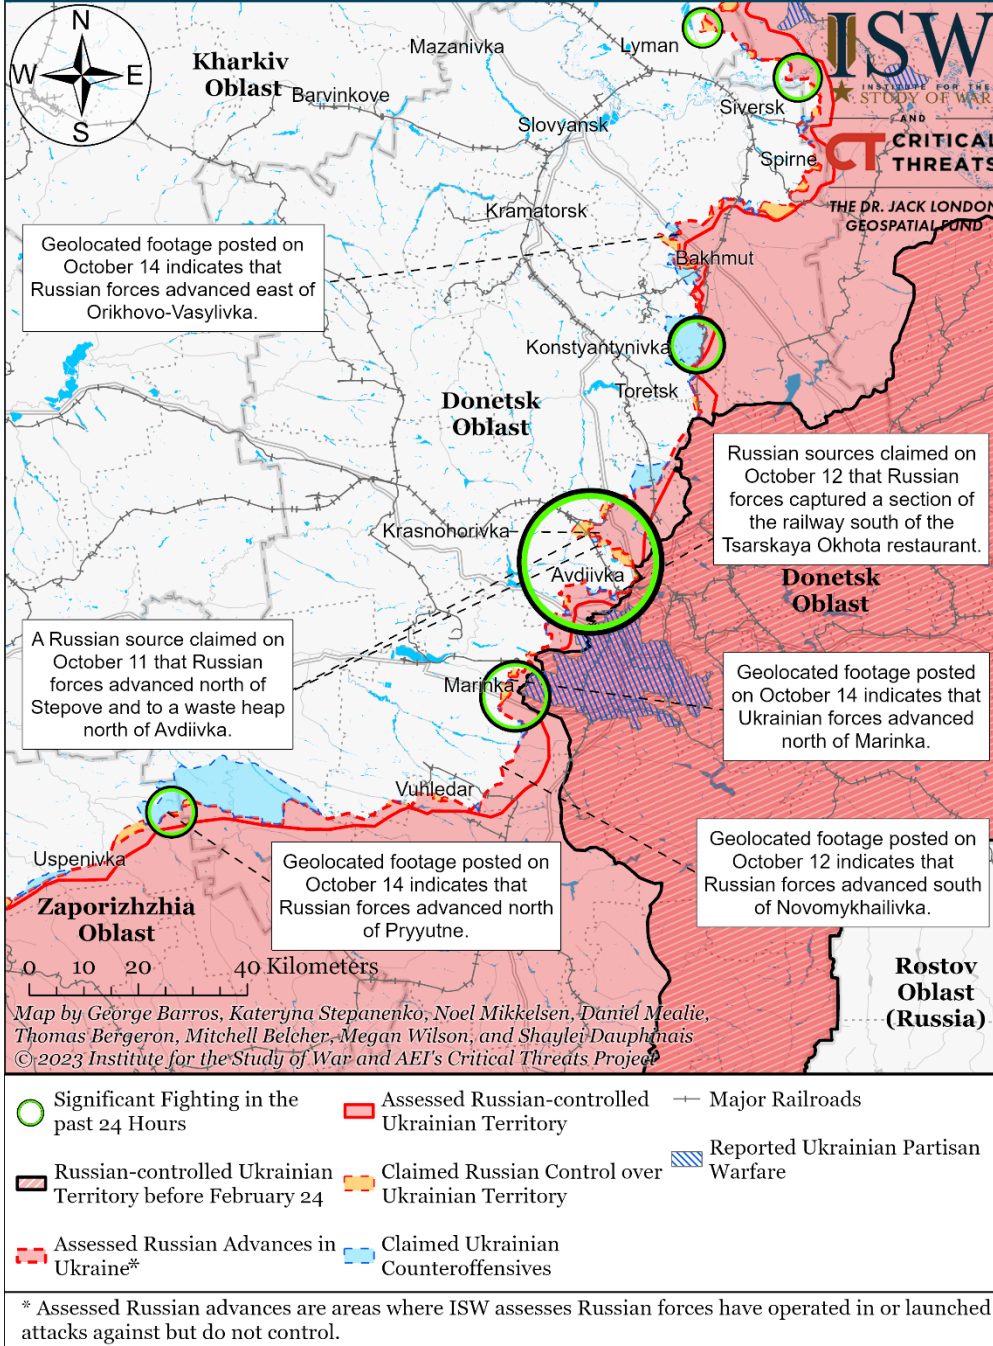 N
W
E
S
Kharkiv
Oblast
Mazanivka
Lyman
Barvinkove
Slovyansk
Siversk
Spirne
Kramatorsk
ISW
INSTITUTE FOR THE
STUDY OF WAR
AND
CT CRITICAL
THREATS
THE DR. JACK LONDON
GEOSPATIAL FUND
Geolocated footage posted on
October 14 indicates that
Russian forces advanced east of
Orikhovo-Vasylivka.
Bakhmut
Konstyantynivka
Toretsk
Donetsk
Oblast
Russian sources claimed on
October 12 that Russian
forces captured a section of
the railway south of the
Tsarskaya Okhota restaurant.
Krasnohorivka
Avdiivka
Donetsk
Oblast
A Russian source claimed on
October 11 that Russian
forces advanced north of
Stepove and to a waste heap
north of Avdiivka.
Marinka
Geolocated footage posted
on October 14 indicates that
Ukrainian forces advanced
north of Marinka.
Vuhledar
Uspenivka
Geolocated footage posted on
October 14 indicates that
Russian forces advanced north
of Pryyutne.
Geolocated footage posted on
October 12 indicates that
Russian forces advanced south
of Novomykhailivka.
Zaporizhzhia
Oblast
0 10 20 40 Kilometers
Rostov
Oblast
(Russia)
Map by George Barros, Kateryna Stepanenko, Noel Mikkelsen, Daniel Mealie,
Thomas Bergeron, Mitchell Belcher, Megan Wilson, and Shaylei Dauphinais
© 2023 Institute for the Study of War and AEI's Critical Threats Project
Significant Fighting in the
past 24 Hours
Russian-controlled Ukrainian
Territory before February 24
Assessed Russian Advances in
Ukraine*
Assessed Russian-controlled
Ukrainian Territory
Claimed Russian Control over
Ukrainian Territory
Claimed Ukrainian
Counteroffensives
Major Railroads
Reported Ukrainian Partisan
Warfare
* Assessed Russian advances are areas where ISW assesses Russian forces have operated in or launched
attacks against but do not control.